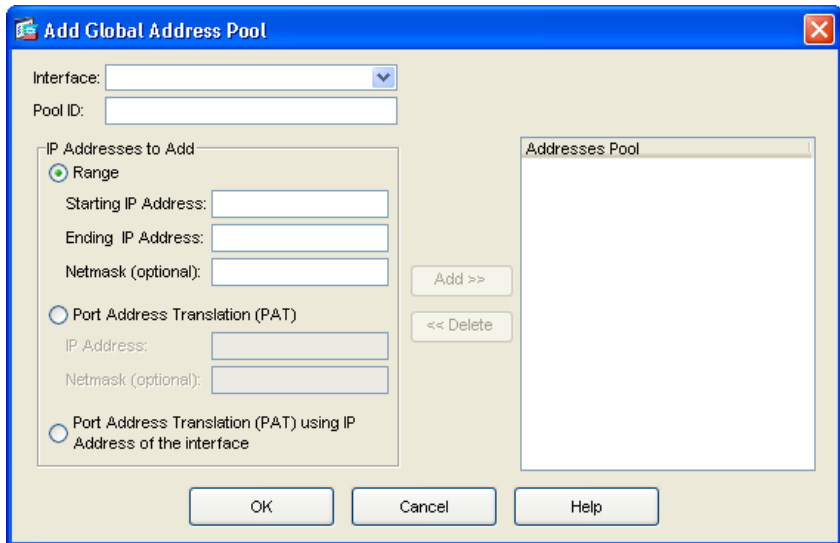 Add Global Address Pool
Interface:
Pool ID:
IP Addresses to Add
Range
Starting IP Address:
Ending IP Address:
Netmask (optional):
Port Address Translation (PAT)
IP Address:
Netmask (optional):
Port Address Translation (PAT) using IP
Address of the interface
Add >>
<< Delete
Addresses Pool
OK
Cancel
Help